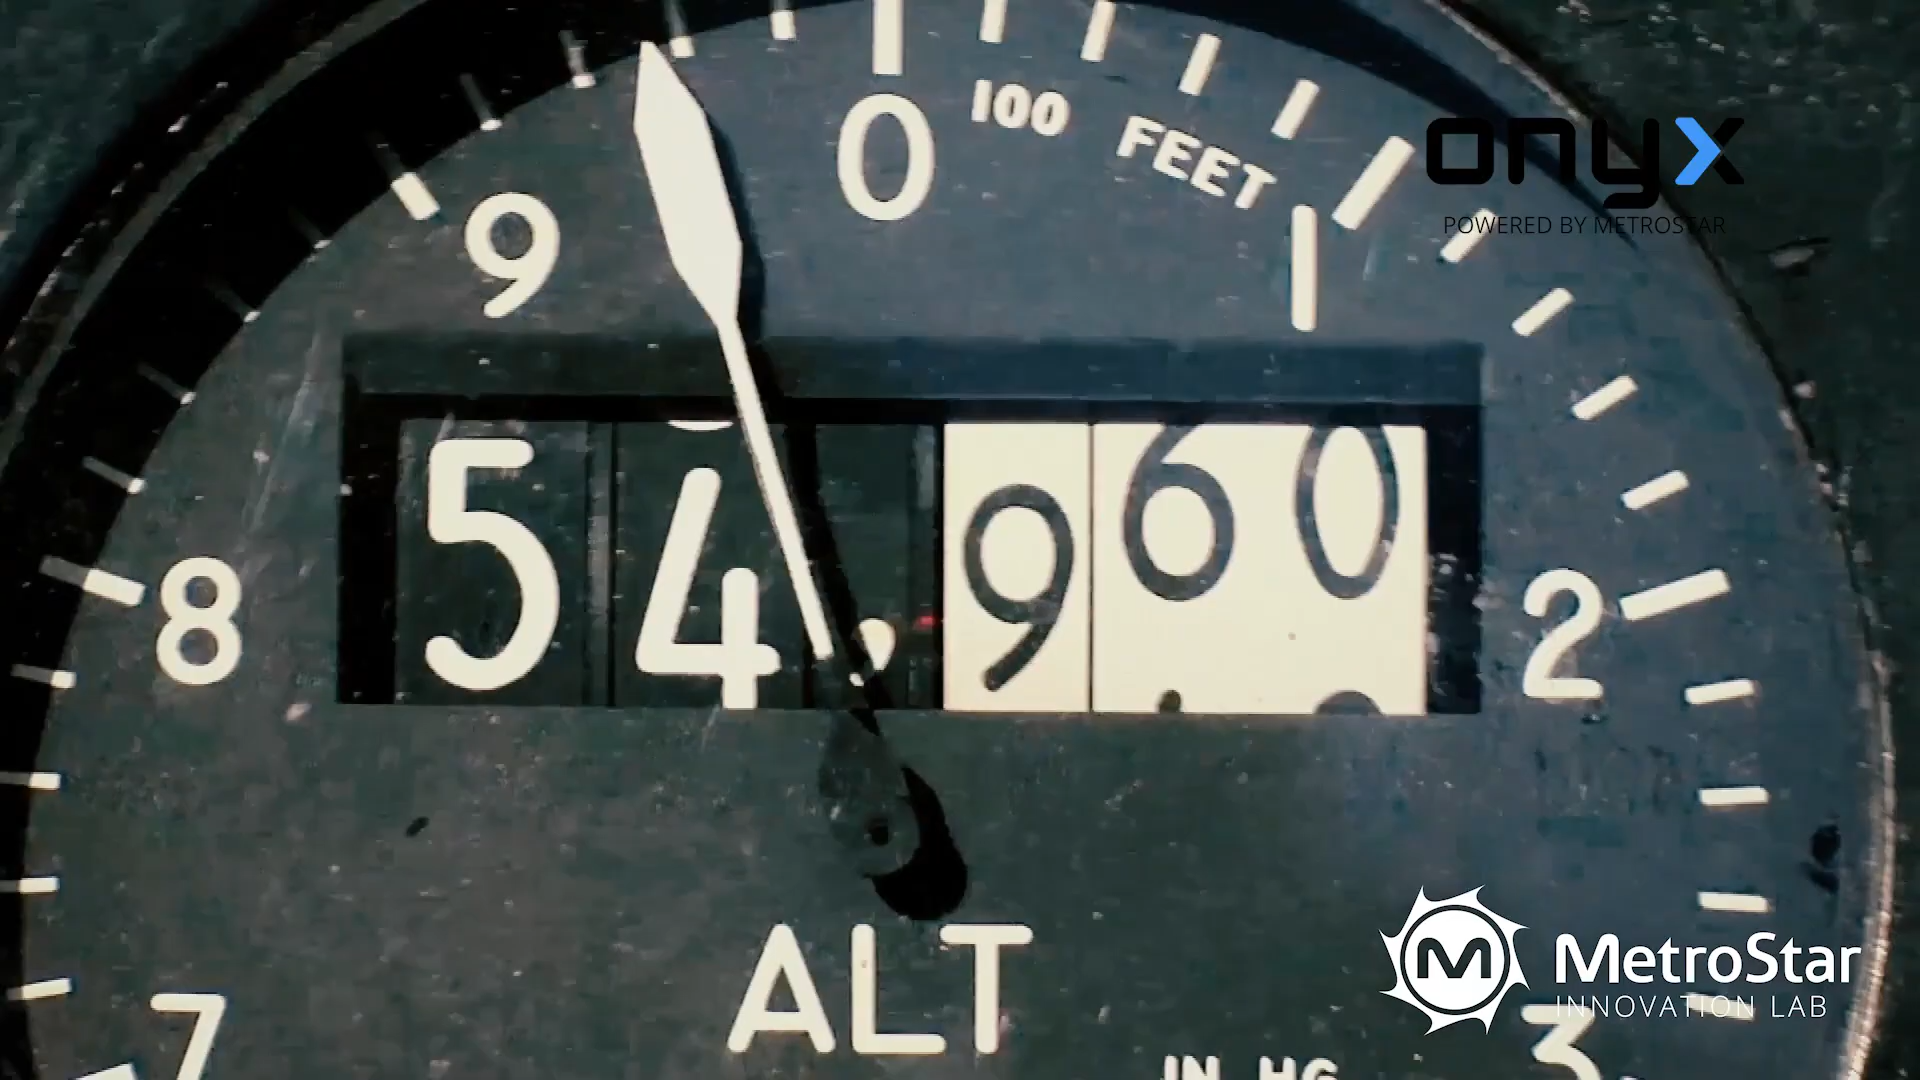 0
100 FEET
1
9
onyx
POWERED BY METROSTAR
54,960
8
2
ALT
MetroStar
INNOVATION LAB
7
3
IN HG